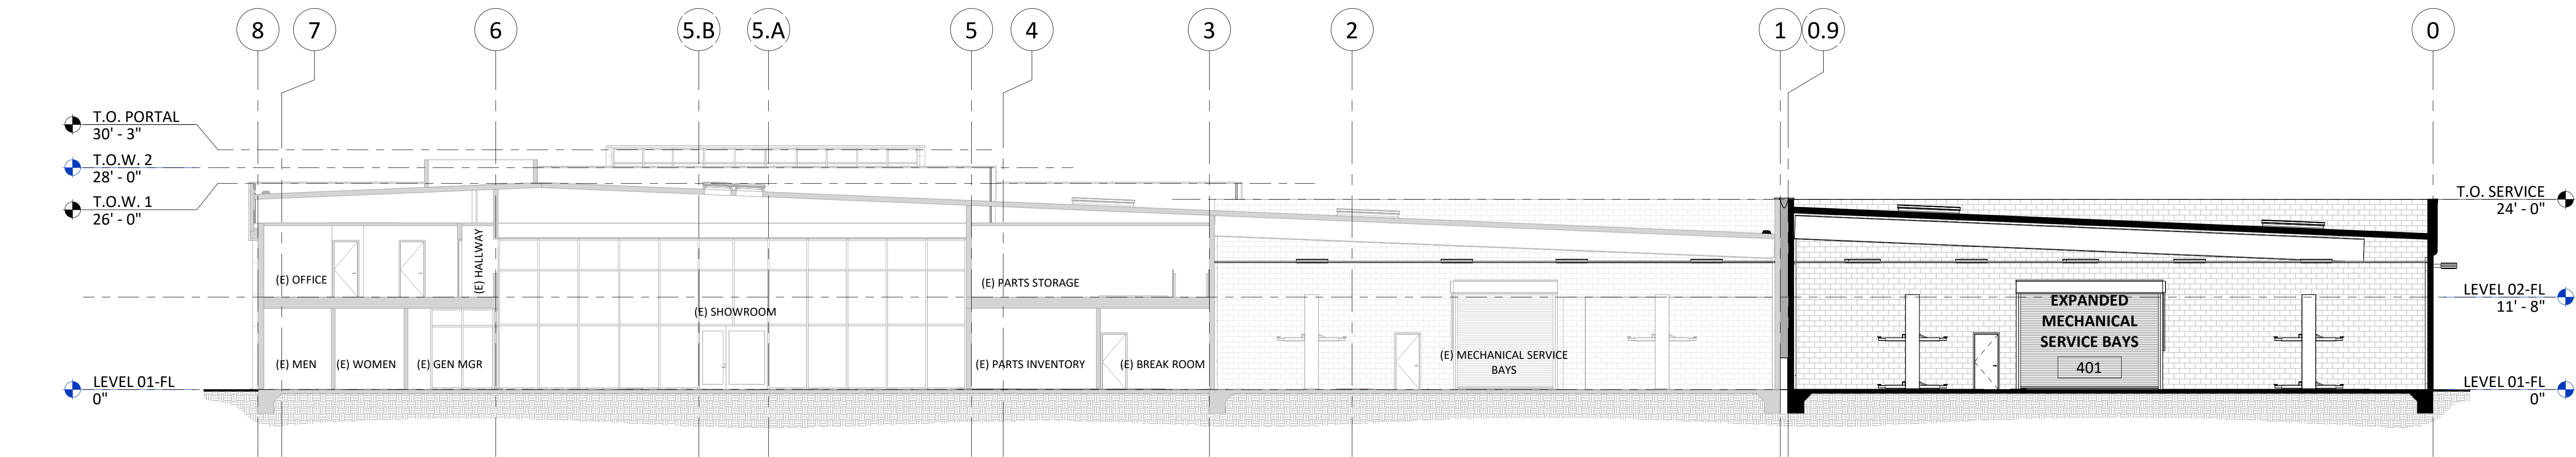 8
7
6
5.B
5.A
5
4
3
2
1
0.9
0
T.O. PORTAL
30' - 3"
T.O.W. 2
28' - 0"
T.O.W. 1
26' - 0"
T.O. SERVICE
24' - 0"
(E) OFFICE
(E) HALLWAY
(E) PARTS STORAGE
(E) SHOWROOM
LEVEL 02-FL
11' - 8"
EXPANDED
MECHANICAL
SERVICE BAYS
401
(E) MEN
(E) WOMEN
(E) GEN MGR
(E) PARTS INVENTORY
(E) BREAK ROOM
(E) MECHANICAL SERVICE
BAYS
LEVEL 01-FL
0"
LEVEL 01-FL
0"